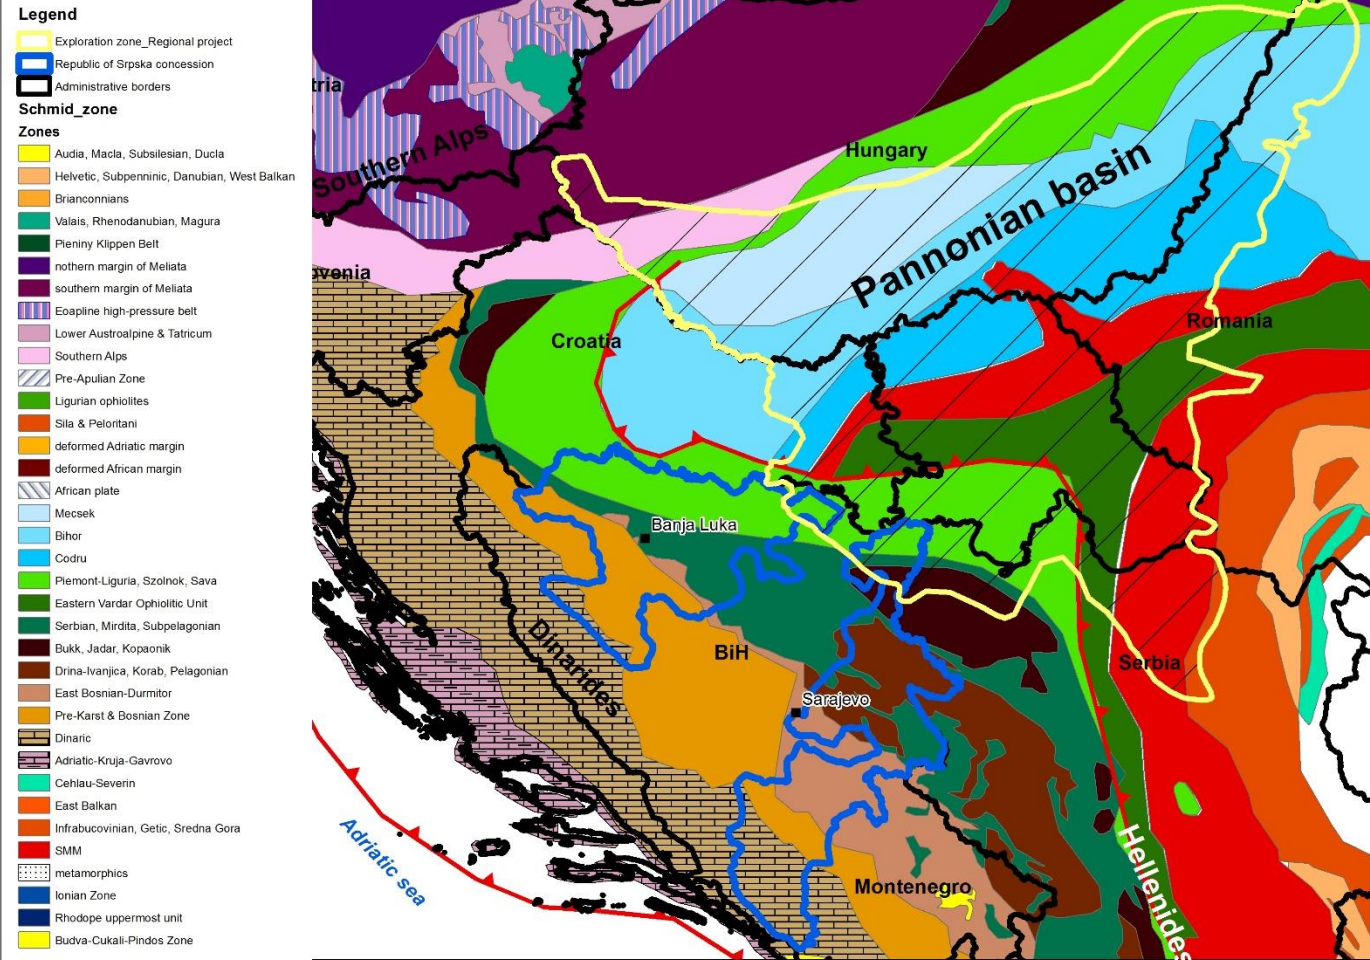 Legend
Exploration zone_Regional project
Republic of Srpska concession
Administrative borders
Schmid_zone
Zones
Audia, Macla, Subsilesian, Ducla
Helvetic, Subpenninic, Danubian, West Balkan
Brianconnians
Valais, Rhenodanubian, Magura
Pieniny Klippen Belt
nothern margin of Meliata
southern margin of Meliata
Eoapline high-pressure belt
Lower Austroalpine & Tatricum
Southern Alps
Pre-Apulian Zone
Ligurian ophiolites
Sila & Peloritani
deformed Adriatic margin
deformed African margin
African plate
Mecsek
Bihor
Codru
Piemont-Liguria, Szolnok, Sava
Eastern Vardar Ophiolitic Unit
Serbian, Mirdita, Subpelagonian
Bukk, Jadar, Kopaonik
Drina-Ivanjica, Korab, Pelagonian
East Bosnian-Durmitor
Pre-Karst & Bosnian Zone
Dinaric
Adriatic-Kruja-Gavrovo
Cehlau-Severin
East Balkan
Infrabucovinian, Getic, Sredna Gora
SMM
metamorphics
Ionian Zone
Rhodope uppermost unit
Budva-Cukali-Pindos Zone
tria
Southern Alps
Hungary
Pannonian basin
ovenia
Croatia
Romania
Banja Luka
Dinarides
BiH
Serbia
Sarajevo
Adriatic sea
Montenegro
Hellenides